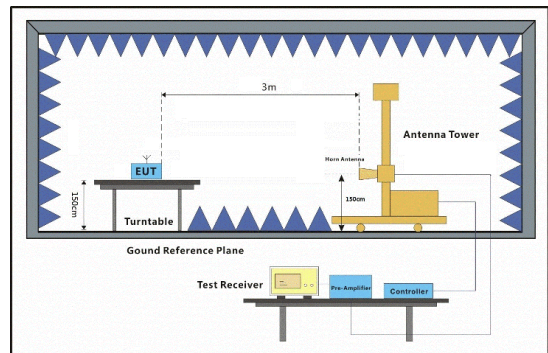 3m
Antenna Tower
Horn Antenna
EUT
150cm
150cm
Turntable
Gound Reference Plane
Test Receiver
Pre-Amplifier
Controller